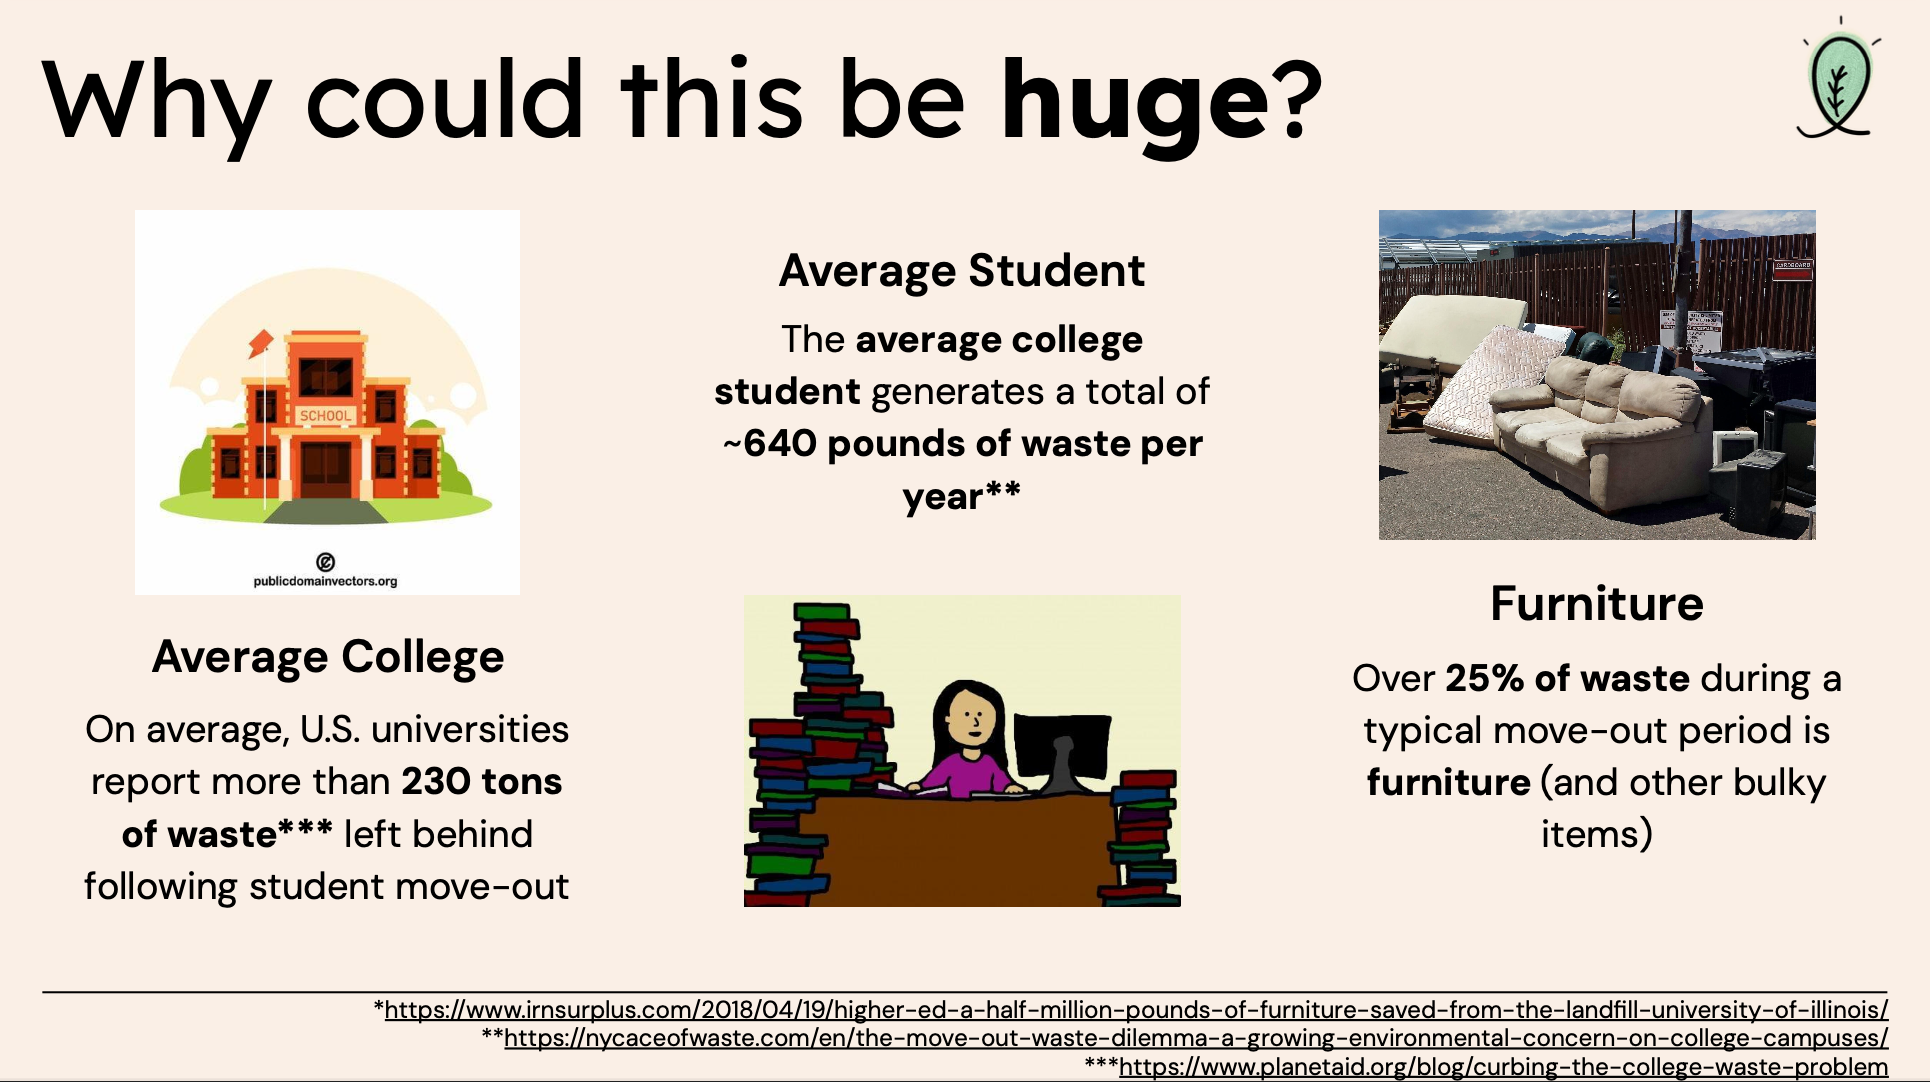 Why could this be huge?
SCHOOL
publicdomainvectors.org
Average College
On average, U.S. universities
report more than 230 tons
of waste*** left behind
following student move-out
Average Student
The average college
student generates a total of
~640 pounds of waste per
year**
CARDBOARD
Furniture
Over 25% of waste during a
typical move-out period is
furniture (and other bulky
items)
*https://www.irnsurplus.com/2018/04/19/higher-ed-a-half-million-pounds-of-furniture-saved-from-the-landfill-university-of-illinois/
**https://nycaceofwaste.com/en/the-move-out-waste-dilemma-a-growing-environmental-concern-on-college-campuses/
***https://www.planetaid.org/blog/curbing-the-college-waste-problem